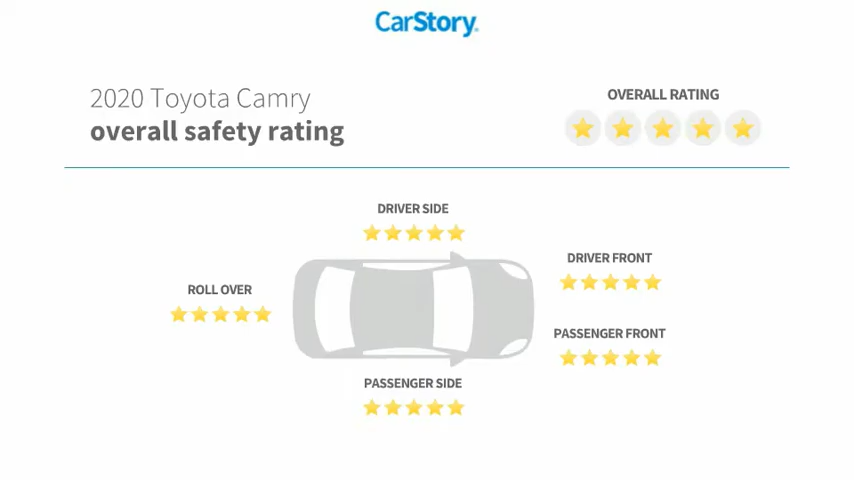 CarStory.
2020 Toyota Camry
overall safety rating
OVERALL RATING
DRIVER SIDE
DRIVER FRONT
ROLL OVER
PASSENGER FRONT
PASSENGER SIDE